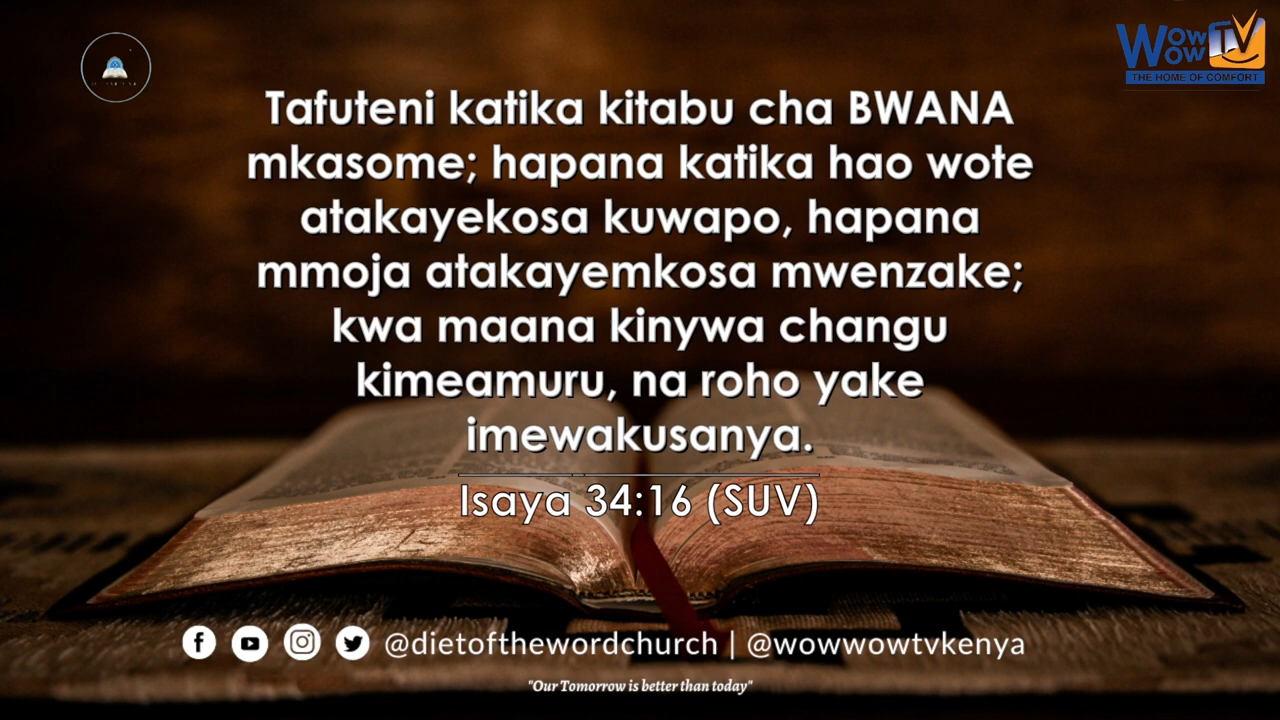 WOW WOW TV
THE HOME OF COMFORT
Tafuteni katika kitabu cha BWANA
mkasome; hapana katika hao wote
atakayekosa kuwapo, hapana
mmoja atakayemkosa mwenzake;
kwa maana kinywa changu
kimeamuru, na roho yake
imewakusanya.
Isaya 34:16 (SUV)
@dietofthewordchurch | @wowwowtvkenya
"Our Tomorrow is better than today"